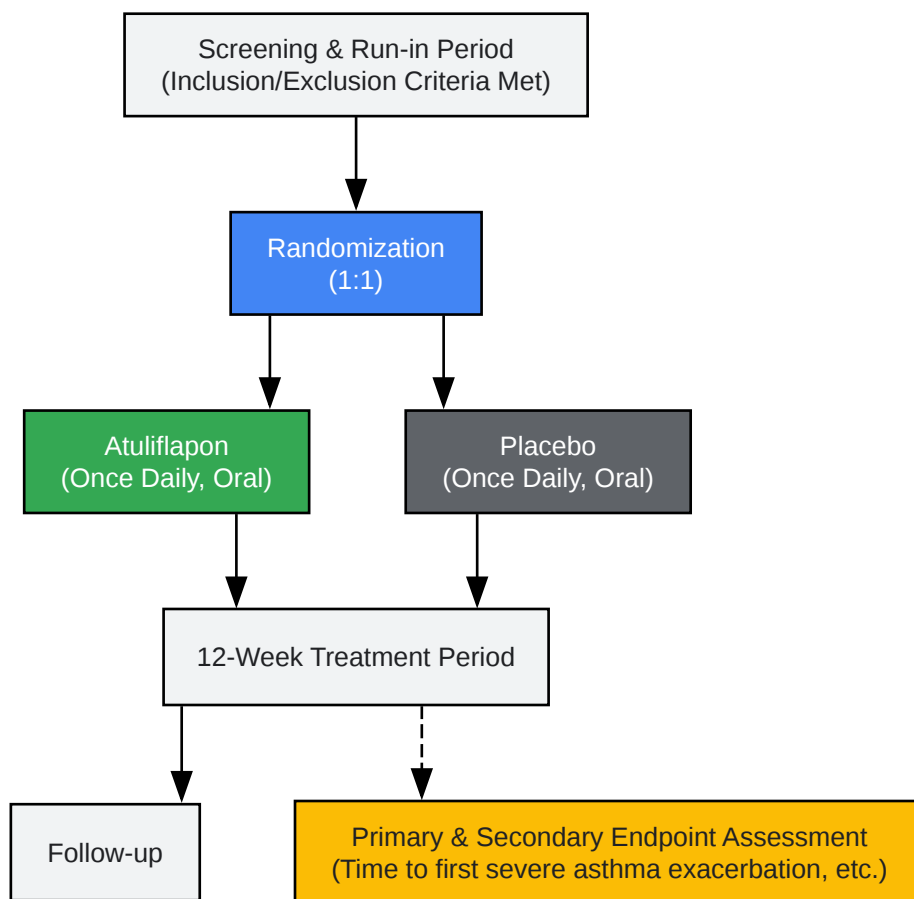 Screening & Run-in Period
(Inclusion/Exclusion Criteria Met)
Randomization
(1:1)
Atuliflapon
(Once Daily, Oral)
Placebo
(Once Daily, Oral)
12-Week Treatment Period
Follow-up
Primary & Secondary Endpoint Assessment
(Time to first severe asthma exacerbation, etc.)